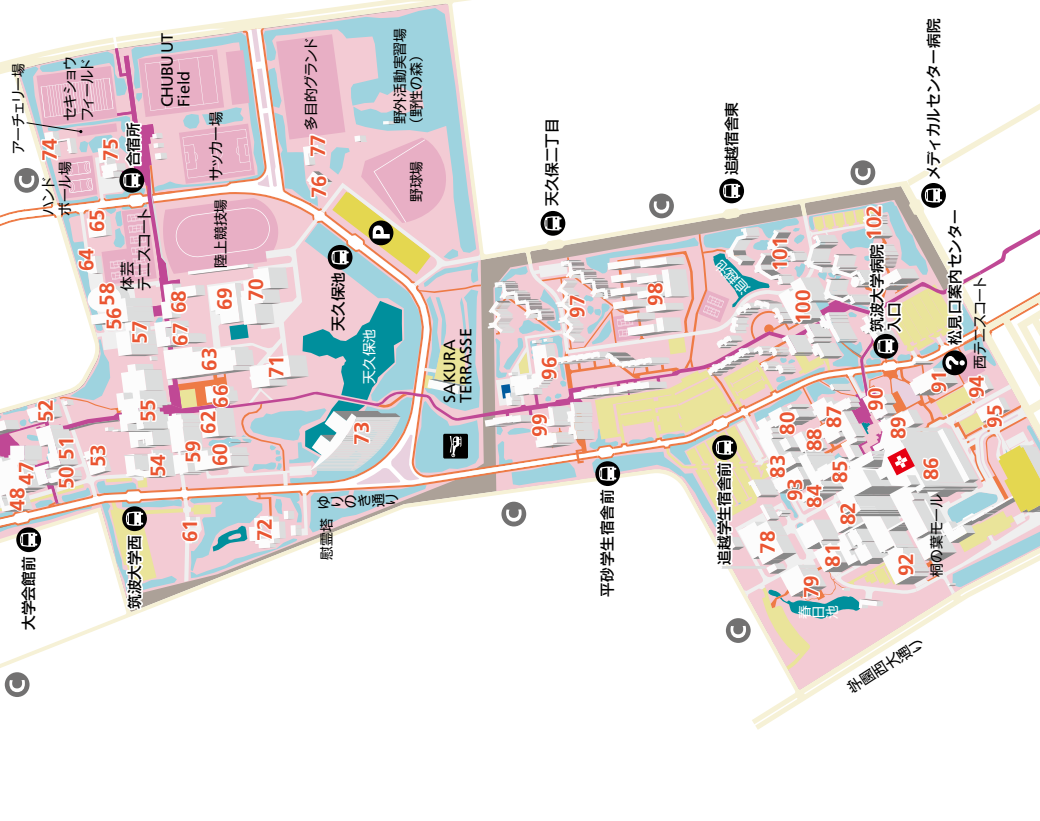 アーチェリー場
セキショウ
フィールド
CHUBU UT
Field
多目的グランド
野外活動実習場
（野性の森）
C
74
75
合宿所
ハンド
ボール場
サッカー場
77
76
野球場
P
65
64
体芸
テニスコート
陸上競技場
天久保池
天久保池
56
58
57
68
67
69
70
63
66
71
62
55
59
60
54
73
52
51
53
50
47
48
61
72
大学会館前
筑波大学西
慰霊塔
ゆりのき通り
SAKURA
TERRASSE
C
C
天久保二丁目
C
追越宿舎東
C
メディカルセンター病院
97
98
96
99
追越池
101
100
102
筑波大学病院
入口
松見口案内センター
?
西テニスコート
平砂学生宿舎前
追越学生宿舎前
80
87
88
90
91
94
95
89
86
83
93
84
85
82
78
81
79
92
桐の葉モール
春日池
C
学園西大通り